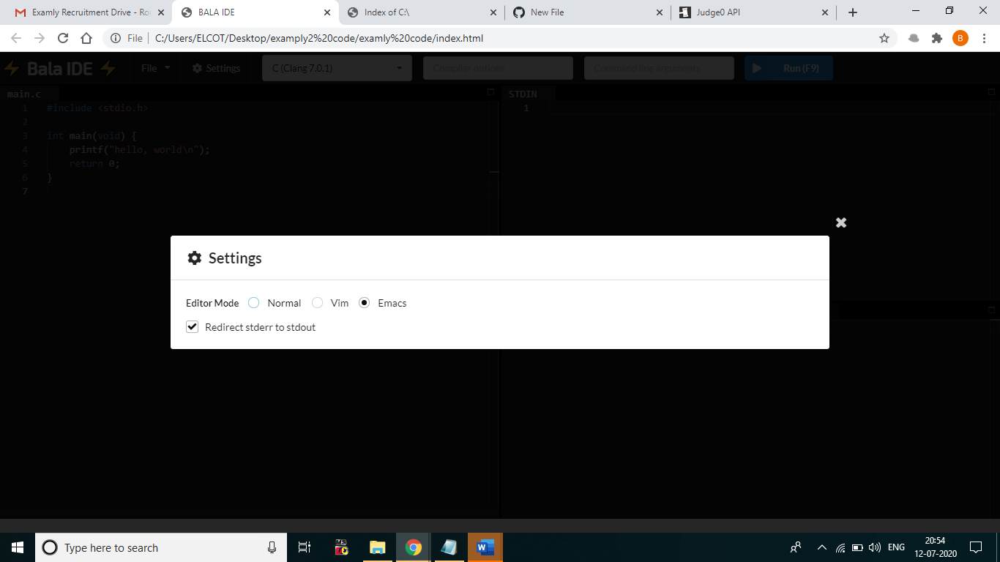 Examly Recruitment Drive - Ro
BALA IDE
Index of C:\
New File
Judge0 API
File
C:/Users/ELCOT/Desktop/examply2%20code/examly%20code/index.html
B
Bala IDE
File
Settings
C (Clang 7.0.1)
Compiler options
Command line arguments
Run (F9)
main.c
STDIN
1 #include <stdio.h>
1
2
3 int main(void) {
4 printf("hello, world\n");
5 return 0;
6 }
7
Settings
Editor Mode Normal Vim Emacs
Redirect stderr to stdout
Type here to search
ENG
20:54
12-07-2020